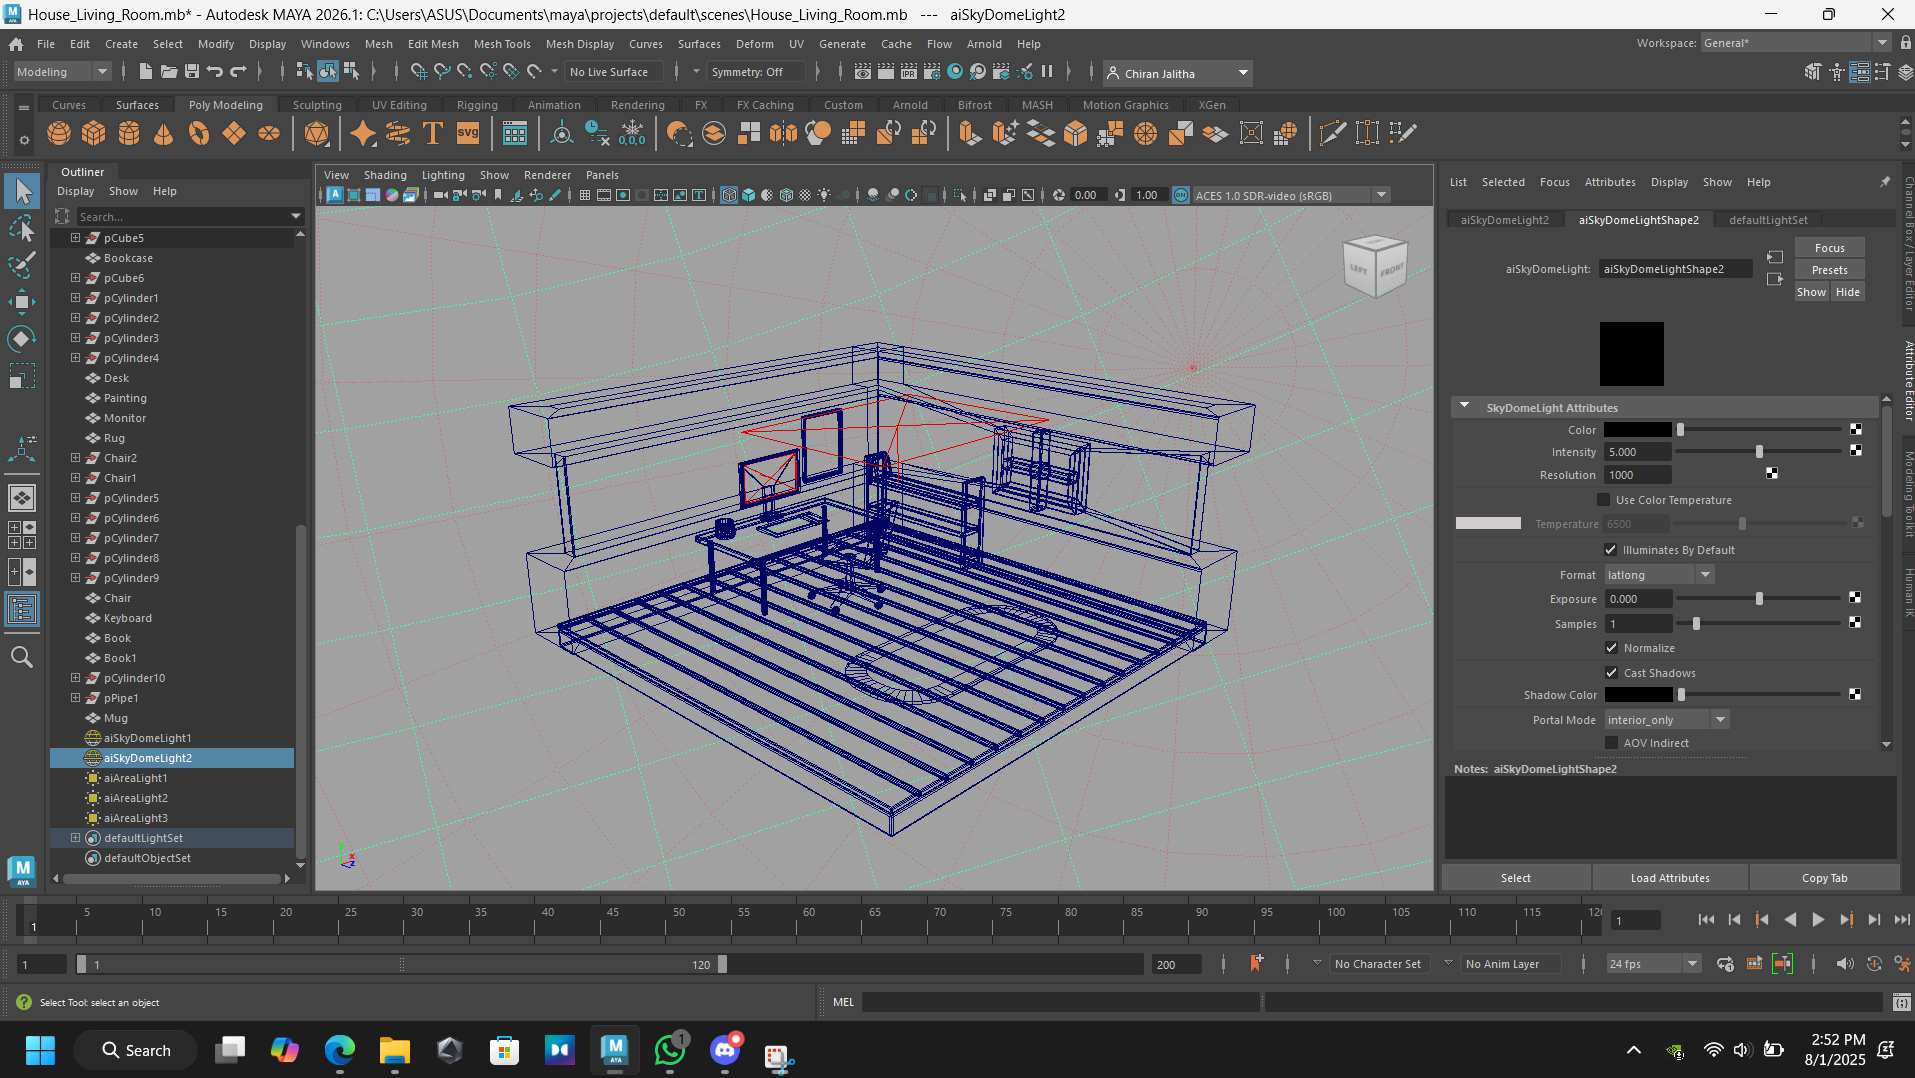 House_Living_Room.mb* - Autodesk MAYA 2026.1: C:\Users\ASUS\Documents\maya\projects\default\scenes\House_Living_Room.mb   ---   aiSkyDomeLight2
File Edit Create Select Modify Display Windows Mesh Edit Mesh Mesh Tools Mesh Display Curves Surfaces Deform UV Generate Cache Flow Arnold Help
Workspace: General*
Modeling
No Live Surface
Symmetry: Off
IPR
Chiran Jalitha
Curves Surfaces Poly Modeling Sculpting UV Editing Rigging Animation Rendering FX FX Caching Custom Arnold Bifrost MASH Motion Graphics XGen
T
SVG
0,0,0
Outliner
Display Show Help
Search...
pCube5
Bookcase
pCube6
pCylinder1
pCylinder2
pCylinder3
pCylinder4
Desk
Painting
Monitor
Rug
Chair2
Chair1
pCylinder5
pCylinder6
pCylinder7
pCylinder8
pCylinder9
Chair
Keyboard
Book
Book1
pCylinder10
pPipe1
Mug
aiSkyDomeLight1
aiSkyDomeLight2
aiAreaLight1
aiAreaLight2
aiAreaLight3
defaultLightSet
defaultObjectSet
M
AYA
View Shading Lighting Show Renderer Panels
0.00
1.00
ON
ACES 1.0 SDR-video (sRGB)
LEFT
FRONT
List Selected Focus Attributes Display Show Help
aiSkyDomeLight2 aiSkyDomeLightShape2 defaultLightSet
aiSkyDomeLight: aiSkyDomeLightShape2
Focus
Presets
Show Hide
SkyDomeLight Attributes
Color
Intensity 5.000
Resolution 1000
Use Color Temperature
Temperature 6500
Illuminates By Default
Format latlong
Exposure 0.000
Samples 1
Normalize
Cast Shadows
Shadow Color
Portal Mode interior_only
AOV Indirect
Notes: aiSkyDomeLightShape2
Select Load Attributes Copy Tab
Channel Box / Layer Editor
Attribute Editor
Modeling Toolkit
Human IK
5 10 15 20 25 30 35 40 45 50 55 60 65 70 75 80 85 90 95 100 105 110 115 120
1
1
1
1
120
200
No Character Set
No Anim Layer
24 fps
Select Tool: select an object
MEL
Search
1
2:52 PM
8/1/2025